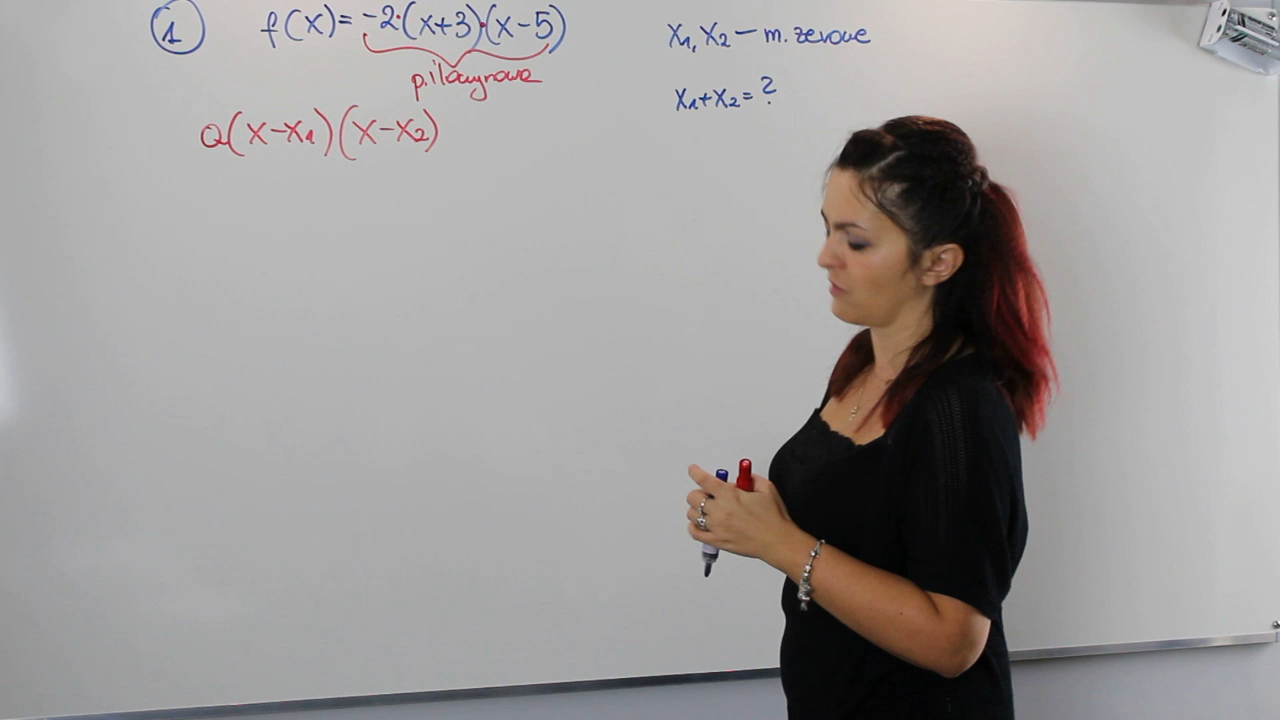 1 f(x)= -2·(x+3)·(x-5)
p. iloczynowa
a(x-x₁)(x-x₂)
x₁, x₂ - m. zerowe
x₁+x₂= ?